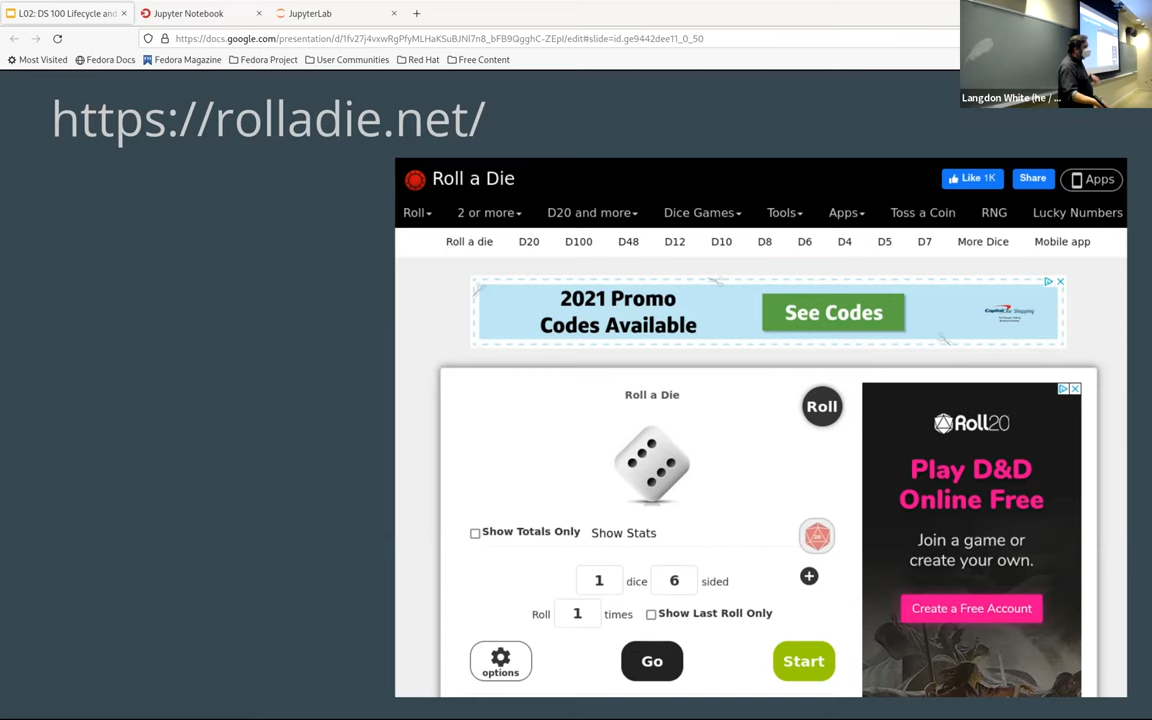 L02: DS 100 Lifecycle and
Jupyter Notebook
JupyterLab
https://docs.google.com/presentation/d/1fv27j4vxwRgPfyMLHaKSuBJNl7n8_bFB9QgghC-ZEpI/edit#slide=id.ge9442dee11_0_50
Most Visited
Fedora Docs
Fedora Magazine
Fedora Project
User Communities
Red Hat
Free Content
Langdon White (he / ...
https://rolladie.net/
Roll a Die
Like 1K
Share
Apps
Roll
2 or more
D20 and more
Dice Games
Tools
Apps
Toss a Coin
RNG
Lucky Numbers
Roll a die
D20
D100
D48
D12
D10
D8
D6
D4
D5
D7
More Dice
Mobile app
2021 Promo
Codes Available
See Codes
Capital One Shopping
Roll a Die
Roll
Show Totals Only
Show Stats
20
1 dice 6 sided
Roll 1 times
Show Last Roll Only
options
Go
Start
Roll20
Play D&D
Online Free
Join a game or
create your own.
Create a Free Account